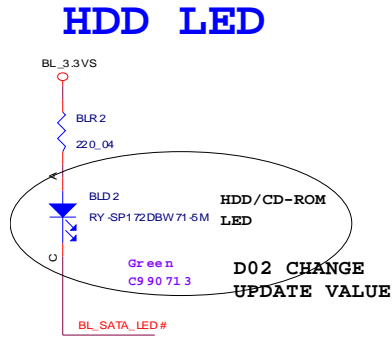 HDD LED
BL_3.3VS
BLR2
220_04
A
BLD2
RY-SP172DBW71-5M
HDD/CD-ROM
LED
C
Green
C990713
D02 CHANGE
UPDATE VALUE
BL_SATA_LED#